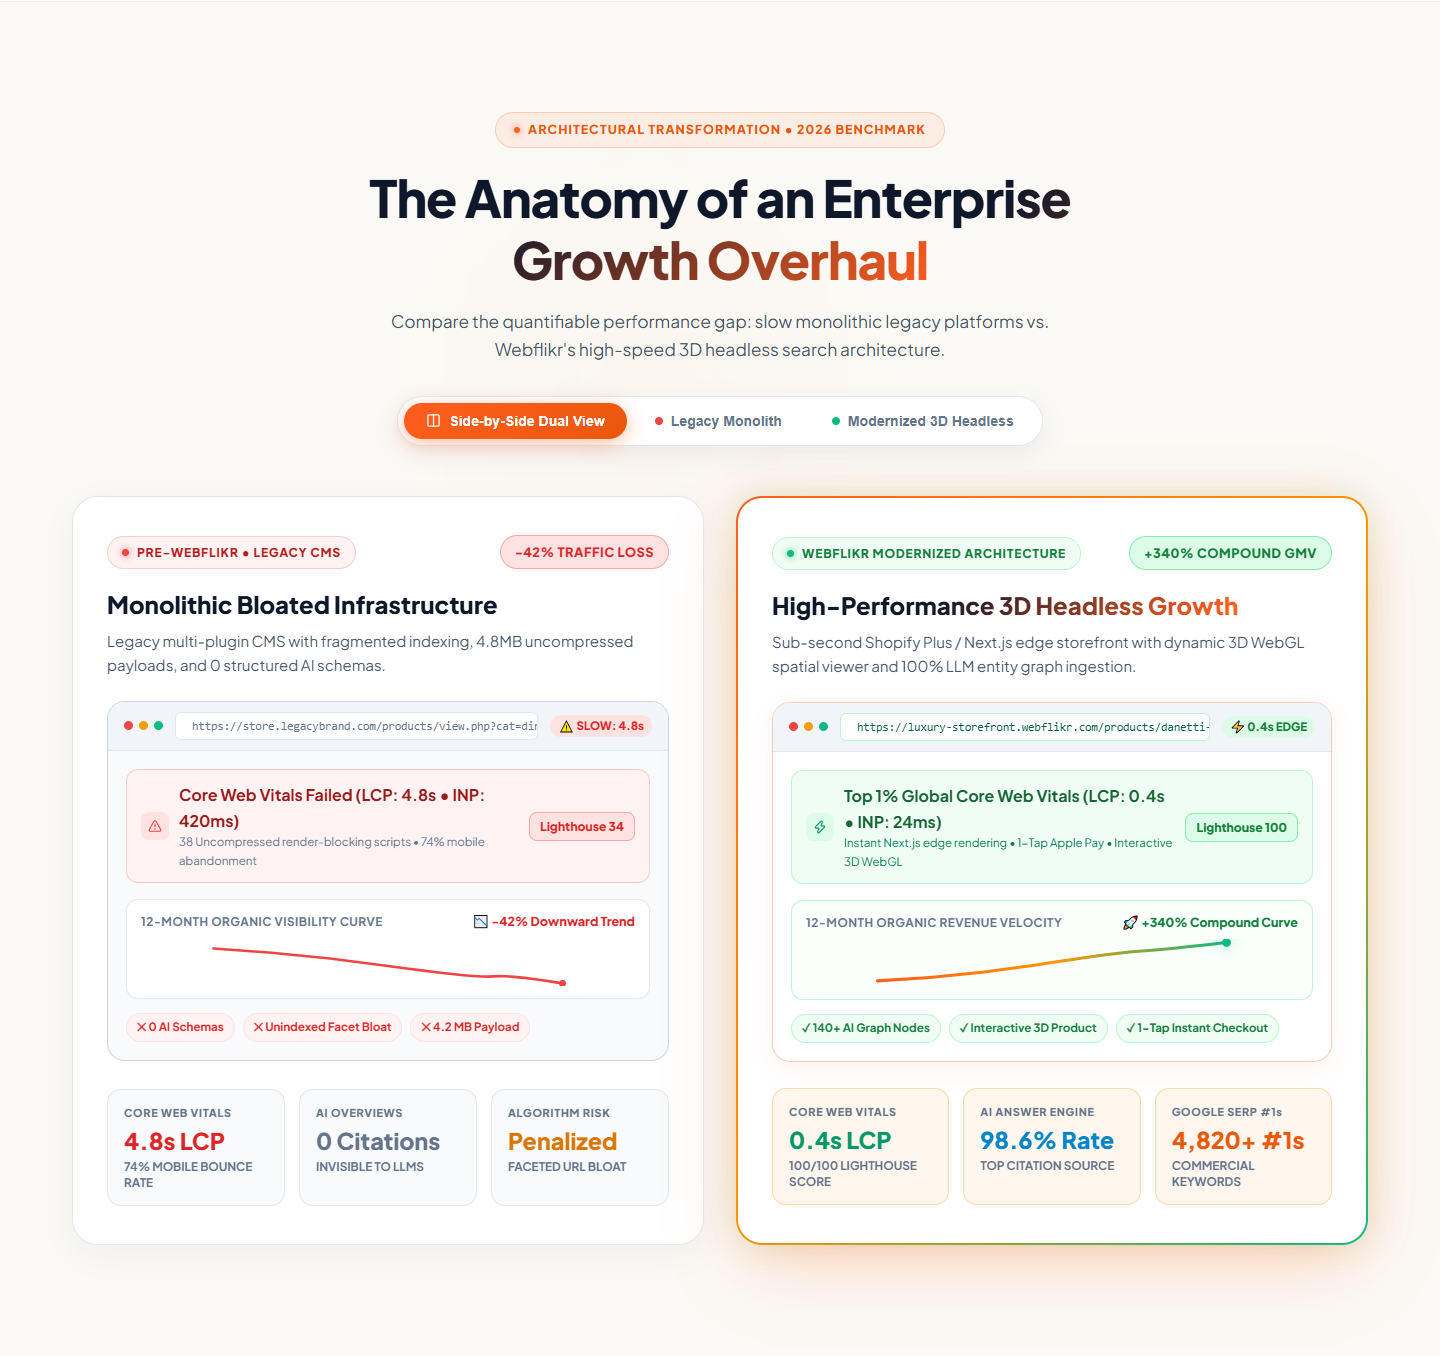 ARCHITECTURAL TRANSFORMATION ● 2026 BENCHMARK
The Anatomy of an Enterprise
Growth Overhaul
Compare the quantifiable performance gap: slow monolithic legacy platforms vs.
Webflikr's high-speed 3D headless search architecture.
Side-by-Side Dual View
Legacy Monolith
Modernized 3D Headless
PRE-WEBFLIKR ● LEGACY CMS
-42% TRAFFIC LOSS
Monolithic Bloated Infrastructure
Legacy multi-plugin CMS with fragmented indexing, 4.8MB uncompressed
payloads, and 0 structured AI schemas.
https://store.legacybrand.com/products/view.php?cat=din
⚠️ SLOW: 4.8s
Core Web Vitals Failed (LCP: 4.8s ● INP:
420ms)
38 Uncompressed render-blocking scripts • 74% mobile
abandonment
Lighthouse 34
12-MONTH ORGANIC VISIBILITY CURVE
📉 -42% Downward Trend
✕ 0 AI Schemas
✕ Unindexed Facet Bloat
✕ 4.2 MB Payload
CORE WEB VITALS
4.8s LCP
74% MOBILE BOUNCE
RATE
AI OVERVIEWS
0 Citations
INVISIBLE TO LLMS
ALGORITHM RISK
Penalized
FACETED URL BLOAT
WEBFLIKR MODERNIZED ARCHITECTURE
+340% COMPOUND GMV
High-Performance 3D Headless Growth
Sub-second Shopify Plus / Next.js edge storefront with dynamic 3D WebGL
spatial viewer and 100% LLM entity graph ingestion.
https://luxury-storefront.webflikr.com/products/danetti-
⚡ 0.4s EDGE
Top 1% Global Core Web Vitals (LCP: 0.4s
● INP: 24ms)
Instant Next.js edge rendering • 1-Tap Apple Pay • Interactive
3D WebGL
Lighthouse 100
12-MONTH ORGANIC REVENUE VELOCITY
🚀 +340% Compound Curve
✓ 140+ AI Graph Nodes
✓ Interactive 3D Product
✓ 1-Tap Instant Checkout
CORE WEB VITALS
0.4s LCP
100/100 LIGHTHOUSE
SCORE
AI ANSWER ENGINE
98.6% Rate
TOP CITATION SOURCE
GOOGLE SERP #1s
4,820+ #1s
COMMERCIAL
KEYWORDS